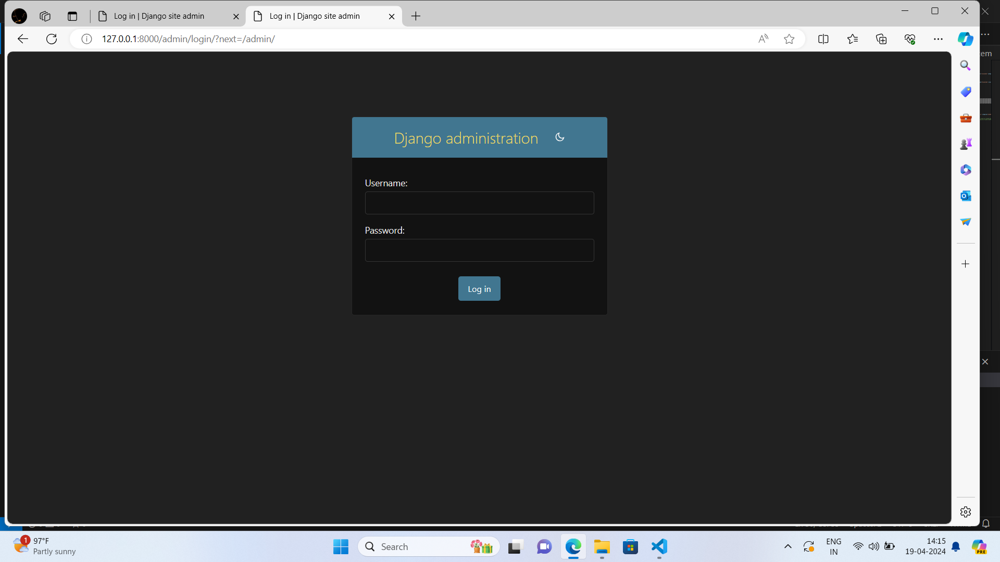 Log in | Django site admin
Log in | Django site admin
127.0.0.1:8000/admin/login/?next=/admin/
Django administration
Username:
Password:
Log in
1
97°F
Partly sunny
Search
ENG
IN
14:15
19-04-2024
PRE